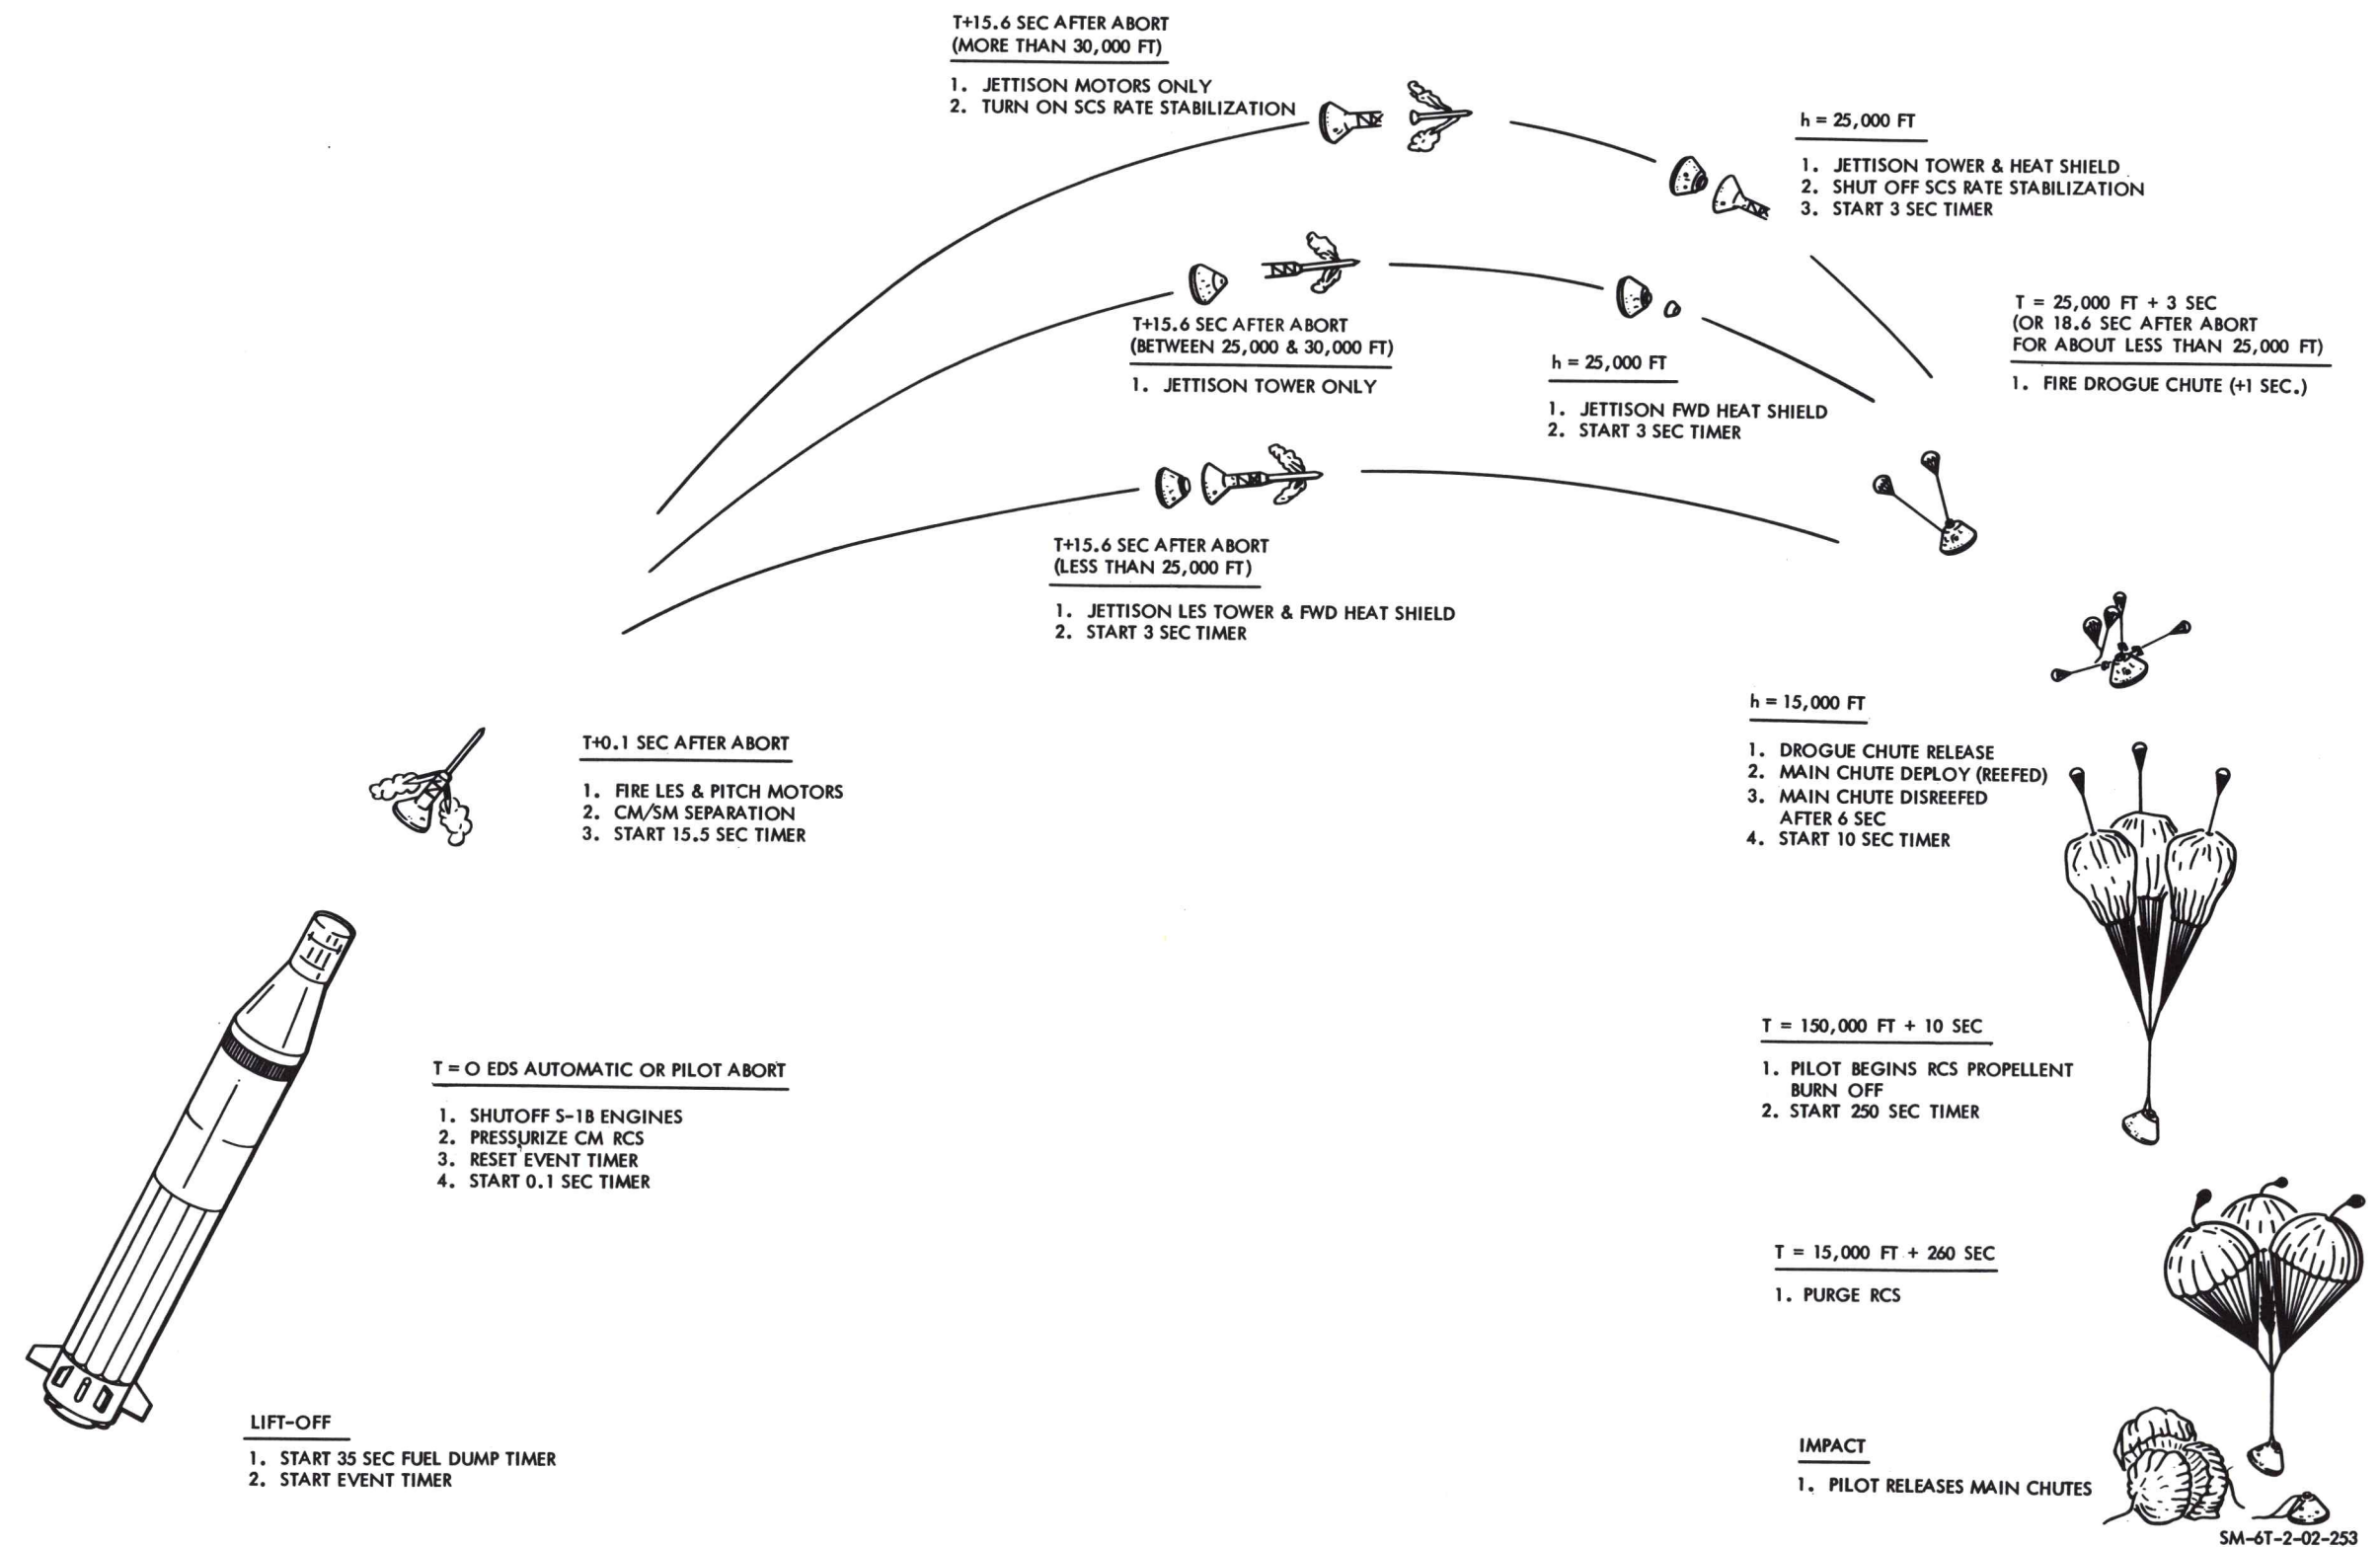 T+15.6 SEC AFTER ABORT
(MORE THAN 30,000 FT)
1. JETTISON MOTORS ONLY
2. TURN ON SCS RATE STABILIZATION
h = 25,000 FT
1. JETTISON TOWER & HEAT SHIELD
2. SHUT OFF SCS RATE STABILIZATION
3. START 3 SEC TIMER
T+15.6 SEC AFTER ABORT
(BETWEEN 25,000 & 30,000 FT)
1. JETTISON TOWER ONLY
h = 25,000 FT
1. JETTISON FWD HEAT SHIELD
2. START 3 SEC TIMER
T = 25,000 FT + 3 SEC
(OR 18.6 SEC AFTER ABORT
FOR ABOUT LESS THAN 25,000 FT)
1. FIRE DROGUE CHUTE (+1 SEC.)
T+15.6 SEC AFTER ABORT
(LESS THAN 25,000 FT)
1. JETTISON LES TOWER & FWD HEAT SHIELD
2. START 3 SEC TIMER
T+0.1 SEC AFTER ABORT
1. FIRE LES & PITCH MOTORS
2. CM/SM SEPARATION
3. START 15.5 SEC TIMER
h = 15,000 FT
1. DROGUE CHUTE RELEASE
2. MAIN CHUTE DEPLOY (REEFED)
3. MAIN CHUTE DISREEFED
AFTER 6 SEC
4. START 10 SEC TIMER
T = O EDS AUTOMATIC OR PILOT ABORT
1. SHUTOFF S-1B ENGINES
2. PRESSURIZE CM RCS
3. RESET EVENT TIMER
4. START 0.1 SEC TIMER
T = 150,000 FT + 10 SEC
1. PILOT BEGINS RCS PROPELLENT
BURN OFF
2. START 250 SEC TIMER
T = 15,000 FT + 260 SEC
1. PURGE RCS
LIFT-OFF
1. START 35 SEC FUEL DUMP TIMER
2. START EVENT TIMER
IMPACT
1. PILOT RELEASES MAIN CHUTES
SM-6T-2-02-253